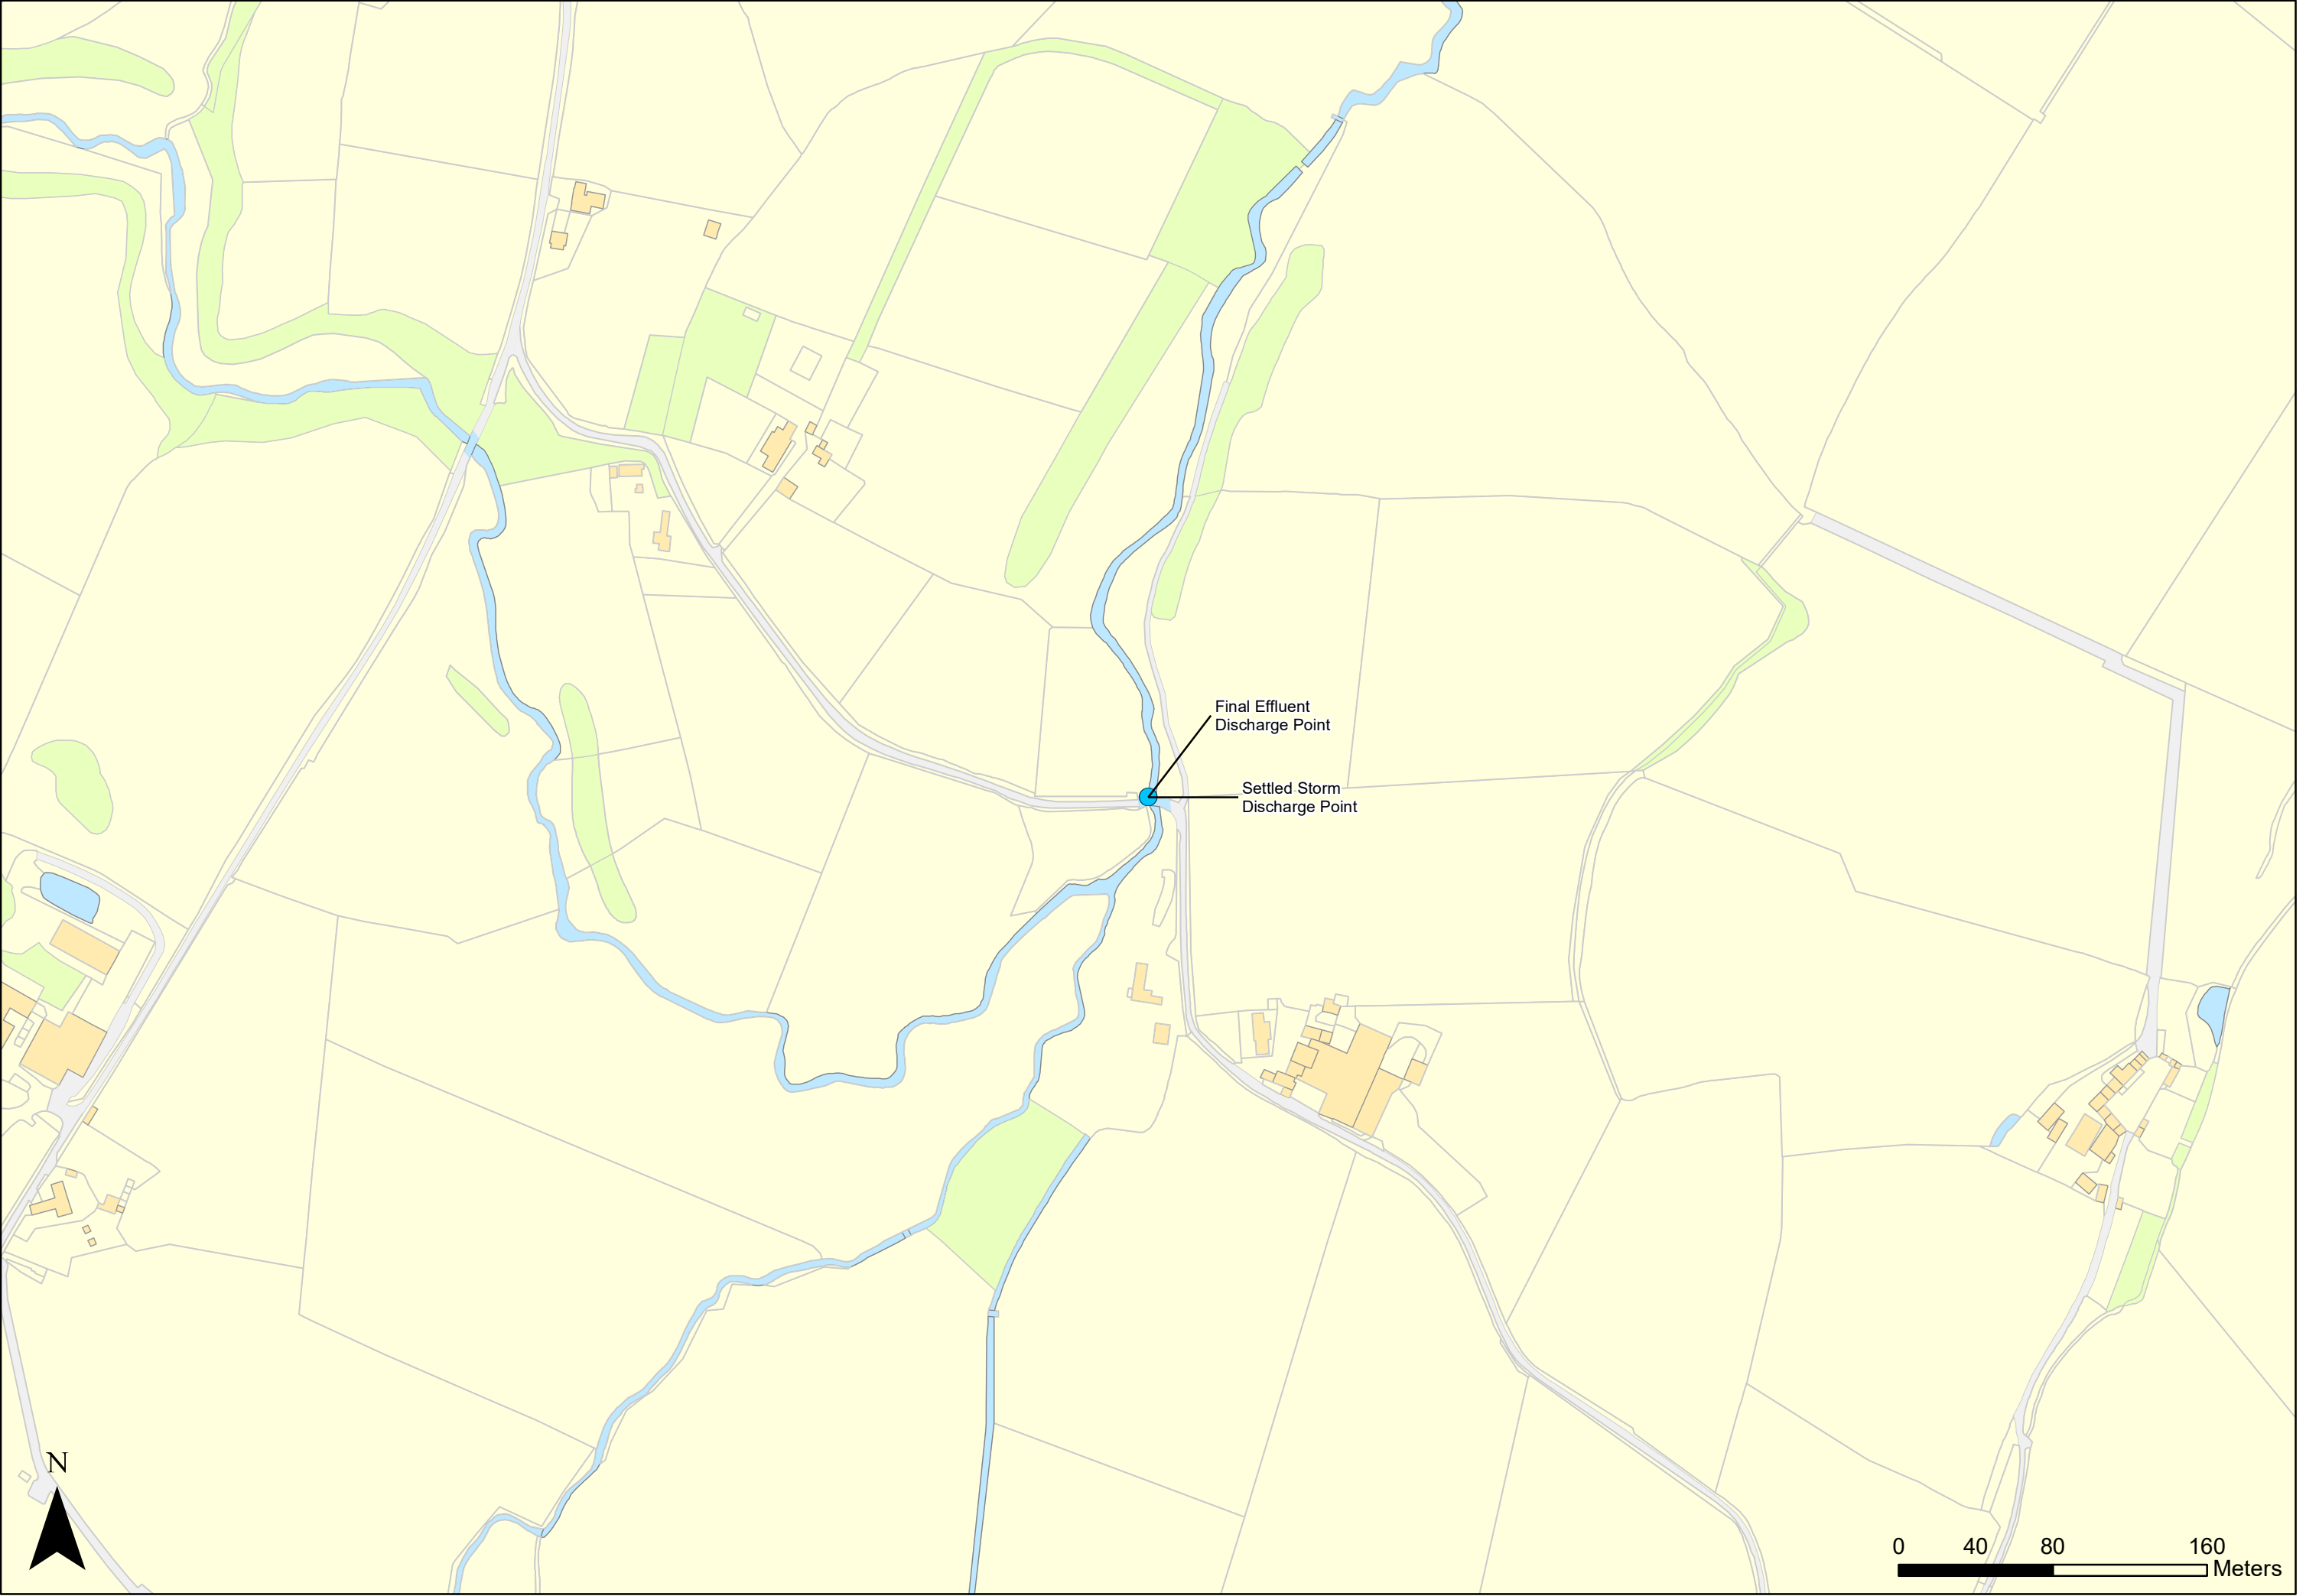 Final Effluent
Discharge Point
Settled Storm
Discharge Point
N
0 40 80 160
Meters